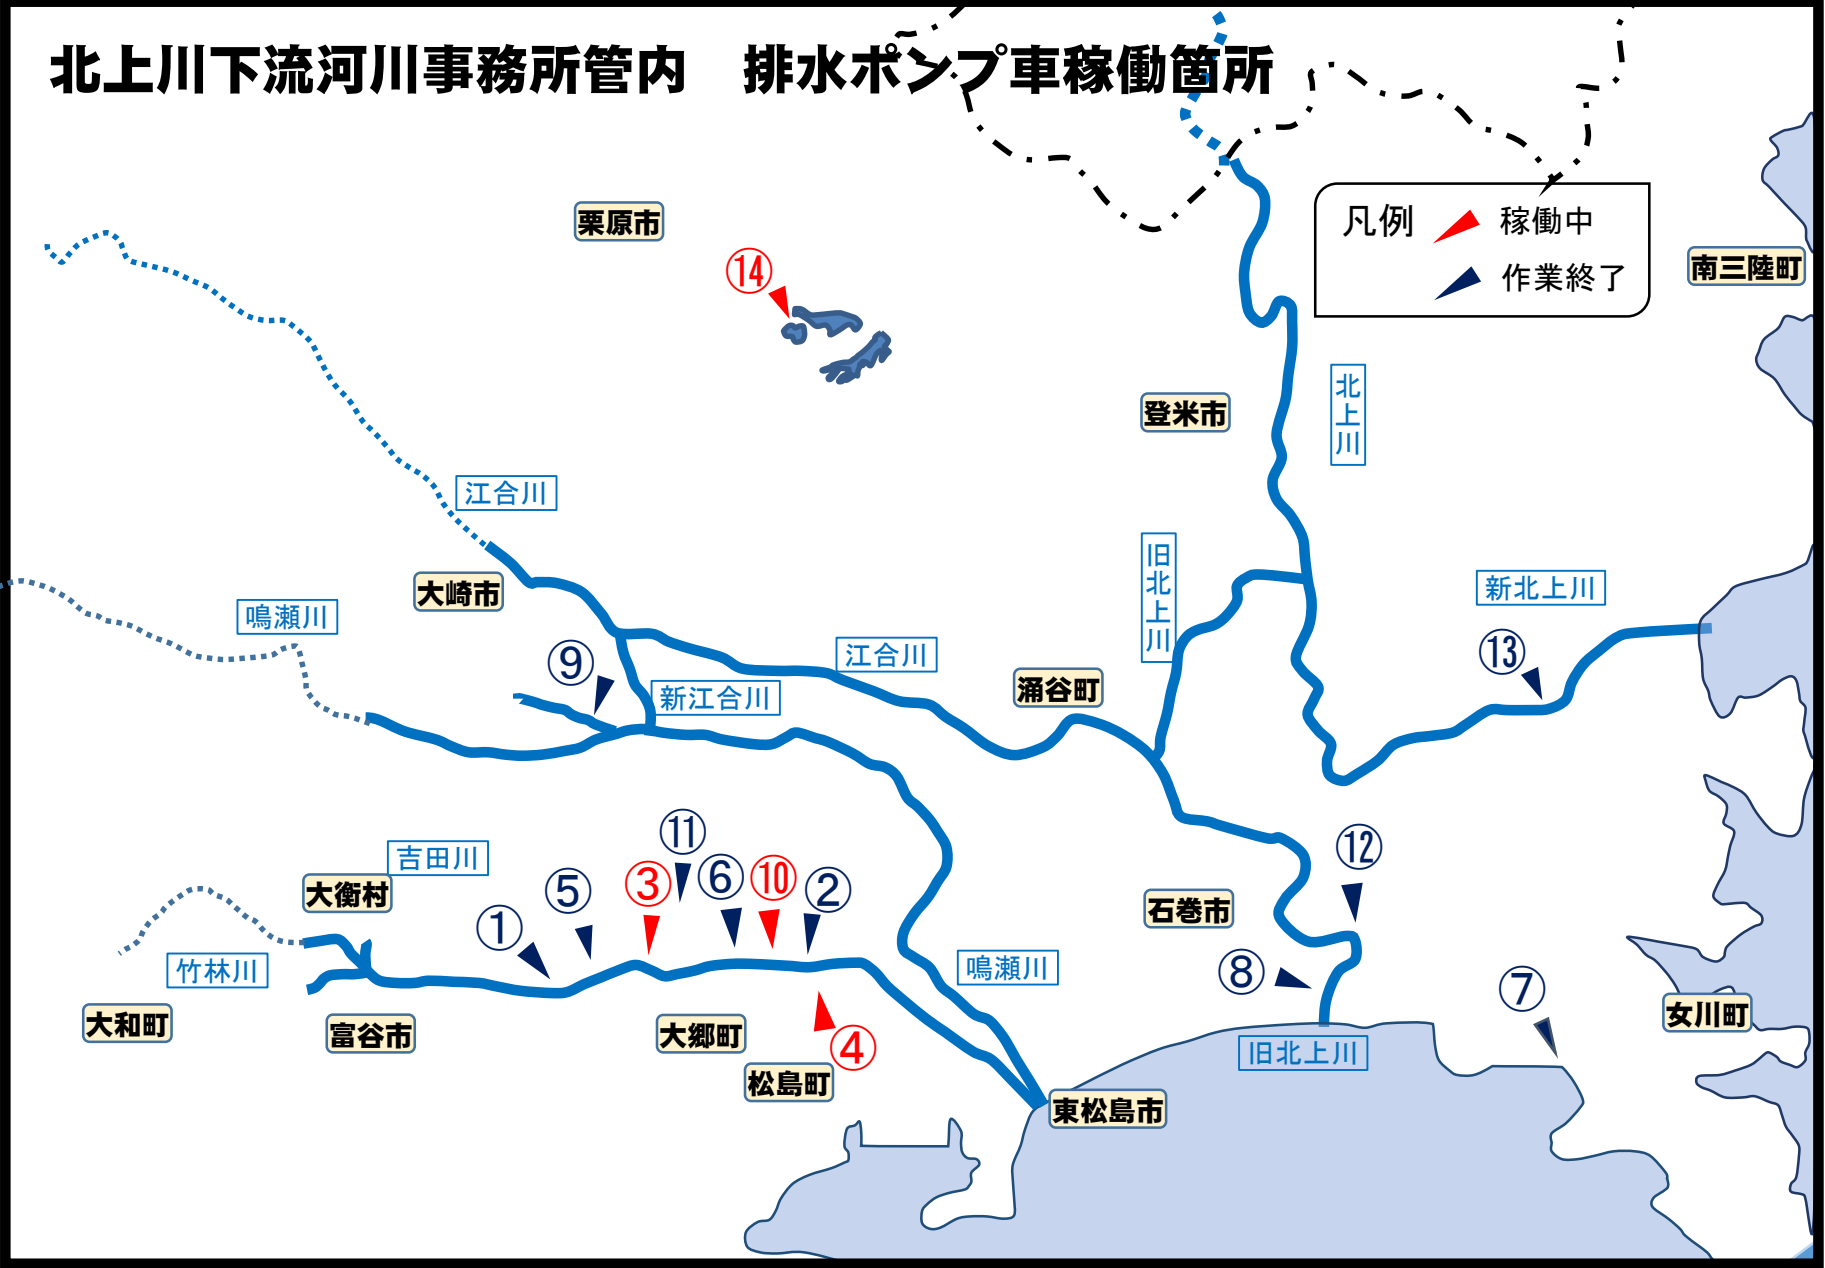 北上川下流河川事務所管内　排水ポンプ車稼働箇所
凡例
稼働中
作業終了
栗原市
南三陸町
⑭
北上川
登米市
江合川
旧北上川
大崎市
新北上川
鳴瀬川
⑨
江合川
⑬
新江合川
涌谷町
⑪
⑫
吉田川
大衡村
⑤
③
⑥
⑩
②
石巻市
①
竹林川
鳴瀬川
⑧
⑦
大和町
富谷市
大郷町
④
女川町
旧北上川
松島町
東松島市